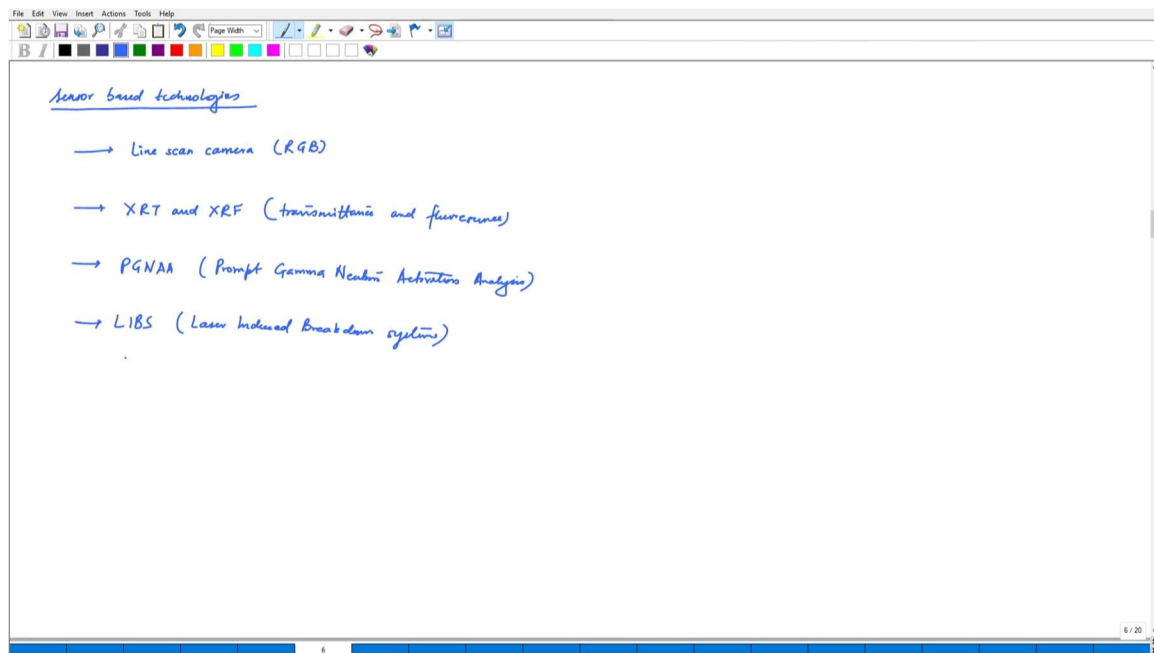 File Edit View Insert Actions Tools Help
Page Width
B I
Sensor based technologies
→ Line scan camera (RGB)
→ XRT and XRF (transmittance and fluorescence)
→ PGNAA (Prompt Gamma Neutron Activation Analysis)
→ LIBS (Laser Induced Breakdown system)
6 / 20
6